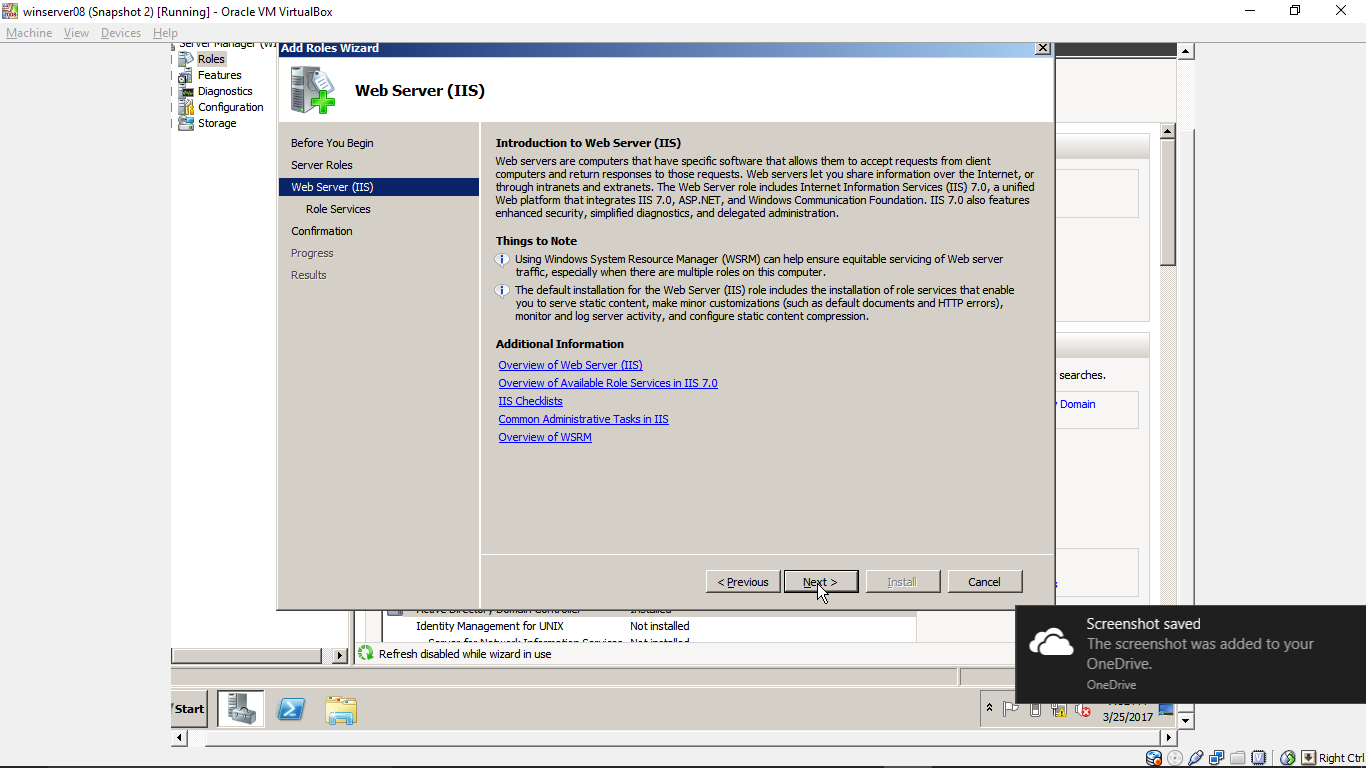 winserver08 (Snapshot 2) [Running] - Oracle VM VirtualBox
Machine View Devices Help
Server Manager (WI
Roles
Features
Diagnostics
Configuration
Storage
Add Roles Wizard
Web Server (IIS)
Before You Begin
Server Roles
Web Server (IIS)
Role Services
Confirmation
Progress
Results
Introduction to Web Server (IIS)
Web servers are computers that have specific software that allows them to accept requests from client
computers and return responses to those requests. Web servers let you share information over the Internet, or
through intranets and extranets. The Web Server role includes Internet Information Services (IIS) 7.0, a unified
Web platform that integrates IIS 7.0, ASP.NET, and Windows Communication Foundation. IIS 7.0 also features
enhanced security, simplified diagnostics, and delegated administration.
Things to Note
Using Windows System Resource Manager (WSRM) can help ensure equitable servicing of Web server
traffic, especially when there are multiple roles on this computer.
The default installation for the Web Server (IIS) role includes the installation of role services that enable
you to serve static content, make minor customizations (such as default documents and HTTP errors),
monitor and log server activity, and configure static content compression.
Additional Information
Overview of Web Server (IIS)
Overview of Available Role Services in IIS 7.0
IIS Checklists
Common Administrative Tasks in IIS
Overview of WSRM
< Previous
Next >
Install
Cancel
searches.
Domain
Active Directory Domain Controller Installed
Identity Management for UNIX Not installed
Server for Network Information Services Not installed
Refresh disabled while wizard in use
Screenshot saved
The screenshot was added to your
OneDrive.
OneDrive
Start
3/25/2017
Right Ctrl